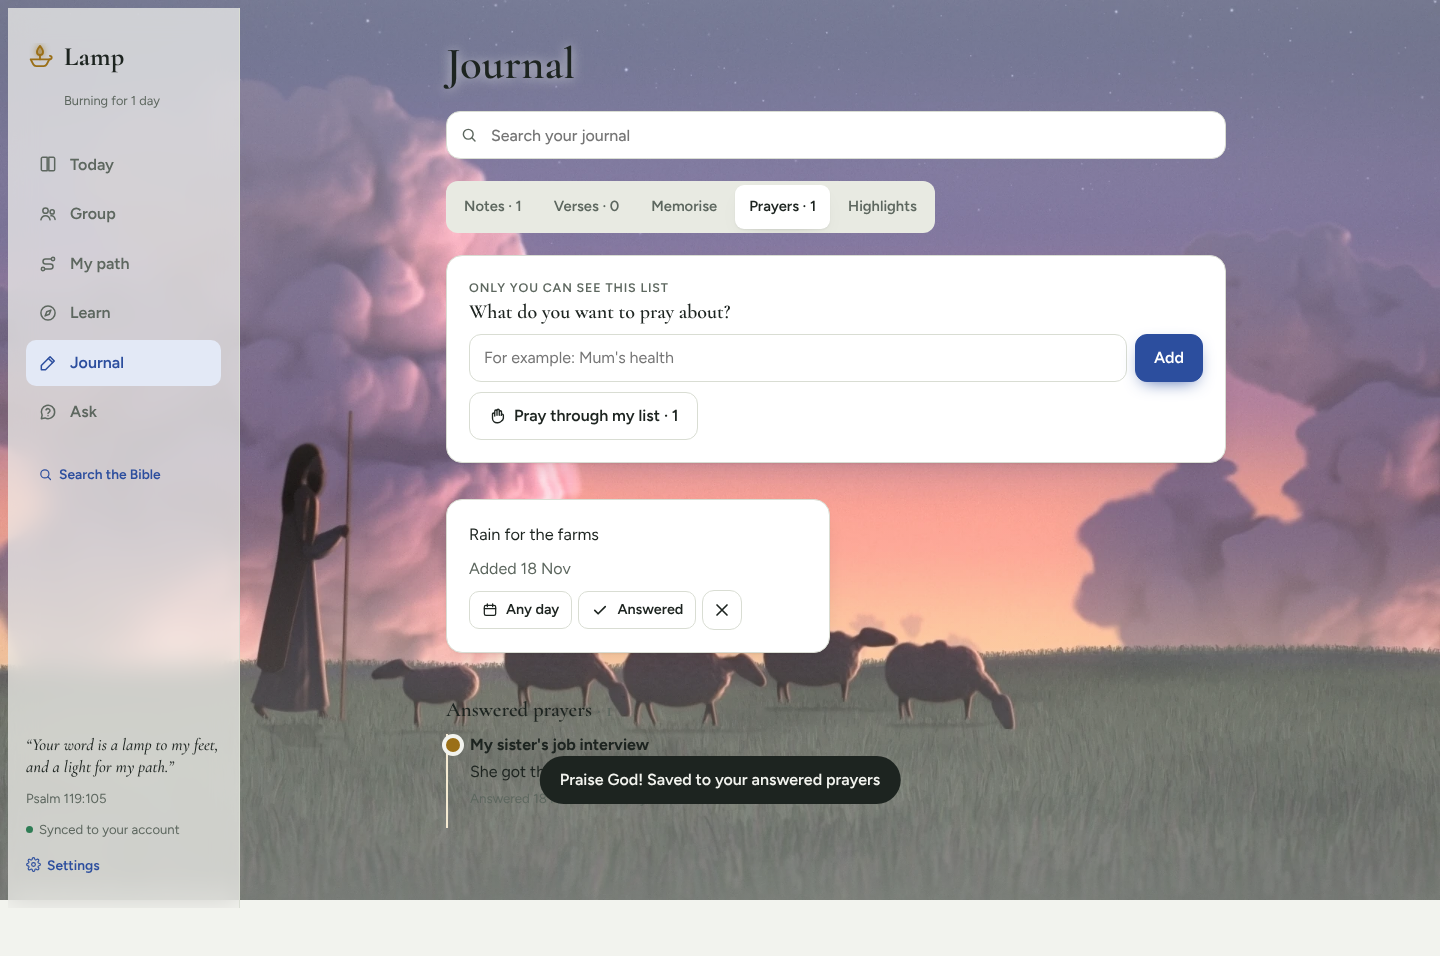 Lamp
Burning for 1 day
Today
Group
My path
Learn
Journal
Ask
Search the Bible
“Your word is a lamp to my feet,
and a light for my path.”
Psalm 119:105
Synced to your account
Settings
Journal
Search your journal
Notes · 1 Verses · 0 Memorise Prayers · 1 Highlights
ONLY YOU CAN SEE THIS LIST
What do you want to pray about?
For example: Mum's health Add
Pray through my list · 1
Rain for the farms
Added 18 Nov
Any day Answered
Answered prayers
My sister's job interview
She got
Praise God! Saved to your answered prayers
Answered 18